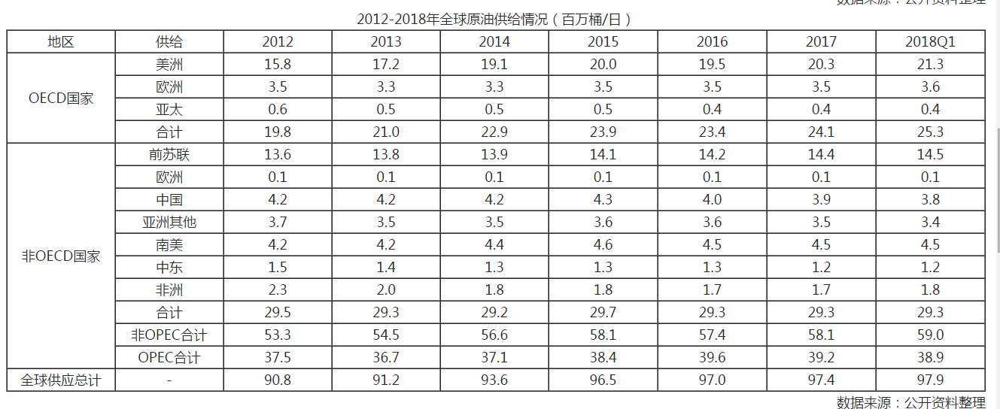 数据来源：公开资料整理
2012-2018年全球原油供给情况（百万桶/日）
地区 供给 2012 2013 2014 2015 2016 2017 2018Q1
OECD国家 美洲 15.8 17.2 19.1 20.0 19.5 20.3 21.3
欧洲 3.5 3.3 3.3 3.5 3.5 3.5 3.6
亚太 0.6 0.5 0.5 0.5 0.4 0.4 0.4
合计 19.8 21.0 22.9 23.9 23.4 24.1 25.3
非OECD国家 前苏联 13.6 13.8 13.9 14.1 14.2 14.4 14.5
欧洲 0.1 0.1 0.1 0.1 0.1 0.1 0.1
中国 4.2 4.2 4.2 4.3 4.0 3.9 3.8
亚洲其他 3.7 3.5 3.5 3.6 3.6 3.5 3.4
南美 4.2 4.2 4.4 4.6 4.5 4.5 4.5
中东 1.5 1.4 1.3 1.3 1.3 1.2 1.2
非洲 2.3 2.0 1.8 1.8 1.7 1.7 1.8
合计 29.5 29.3 29.2 29.7 29.3 29.3 29.3
非OPEC合计 53.3 54.5 56.6 58.1 57.4 58.1 59.0
OPEC合计 37.5 36.7 37.1 38.4 39.6 39.2 38.9
全球供应总计 - 90.8 91.2 93.6 96.5 97.0 97.4 97.9
数据来源：公开资料整理